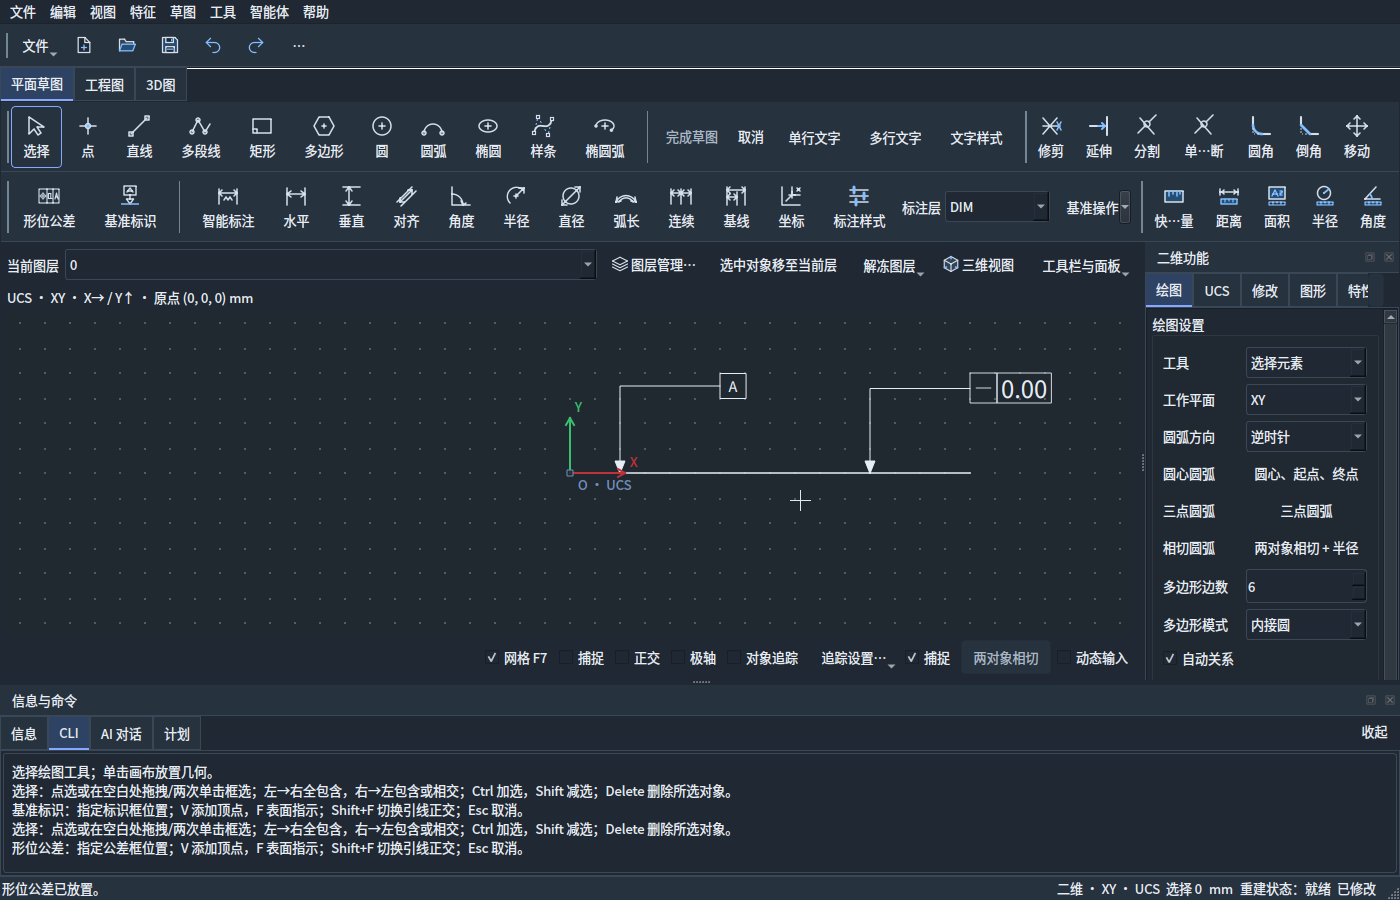 文件 编辑 视图 特征 草图 工具 智能体 帮助
文件 ···
平面草图 工程图 3D图
选择 点 直线 多段线 矩形 多边形 圆 圆弧 椭圆 样条 椭圆弧 完成草图 取消 单行文字 多行文字 文字样式 修剪 延伸 分割 单···断 圆角 倒角 移动
形位公差 基准标识 智能标注 水平 垂直 对齐 角度 半径 直径 弧长 连续 基线 坐标 标注样式 标注层 DIM 基准操作 快···量 距离 面积 半径 角度
当前图层 0 图层管理··· 选中对象移至当前层 解冻图层 三维视图 工具栏与面板
UCS · XY · X→ / Y↑ · 原点 (0, 0, 0) mm
A
0.00
Y
X
O · UCS
网格 F7 捕捉 正交 极轴 对象追踪 追踪设置··· 捕捉 两对象相切 动态输入
二维功能
绘图 UCS 修改 图形 特性
绘图设置
工具 选择元素
工作平面 XY
圆弧方向 逆时针
圆心圆弧 圆心、起点、终点
三点圆弧 三点圆弧
相切圆弧 两对象相切 + 半径
多边形边数 6
多边形模式 内接圆
自动关系
信息与命令
信息 CLI AI 对话 计划 收起
选择绘图工具；单击画布放置几何。
选择：点选或在空白处拖拽/两次单击框选；左→右全包含，右→左包含或相交；Ctrl 加选，Shift 减选；Delete 删除所选对象。
基准标识：指定标识框位置；V 添加顶点，F 表面指示；Shift+F 切换引线正交；Esc 取消。
选择：点选或在空白处拖拽/两次单击框选；左→右全包含，右→左包含或相交；Ctrl 加选，Shift 减选；Delete 删除所选对象。
形位公差：指定公差框位置；V 添加顶点，F 表面指示；Shift+F 切换引线正交；Esc 取消。
形位公差已放置。 二维 · XY · UCS 选择 0 mm 重建状态：就绪 已修改